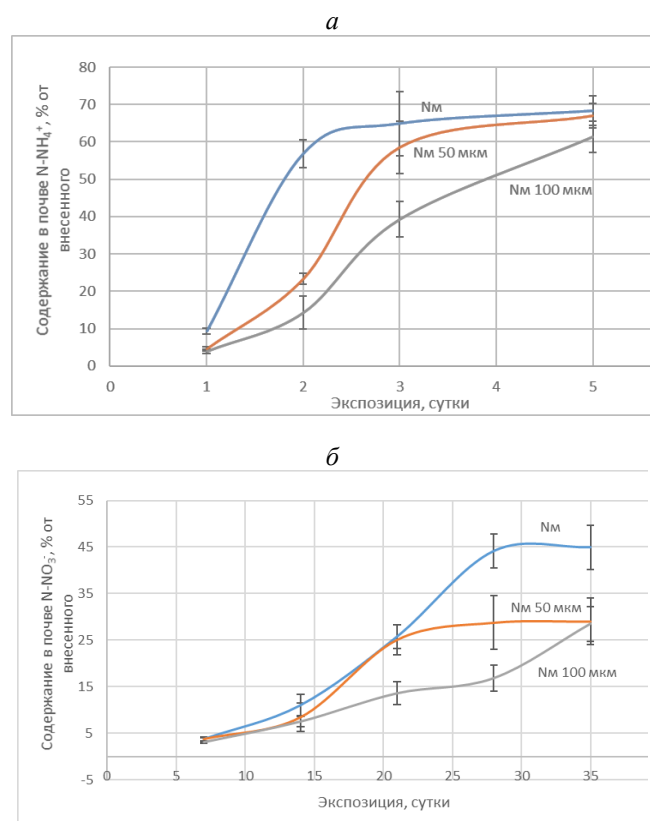 а
Содержание в почве N-NH₄⁺, % от
внесенного
80
70
60
50
40
30
20
10
0
Nм
Nм 50 мкм
Nм 100 мкм
0 1 2 3 4 5
Экспозиция, сутки
б
Содержание в почве N-NO₃⁻, % от
внесенного
55
45
35
25
15
5
-5
Nм
Nм 50 мкм
Nм 100 мкм
0 5 10 15 20 25 30 35
Экспозиция, сутки